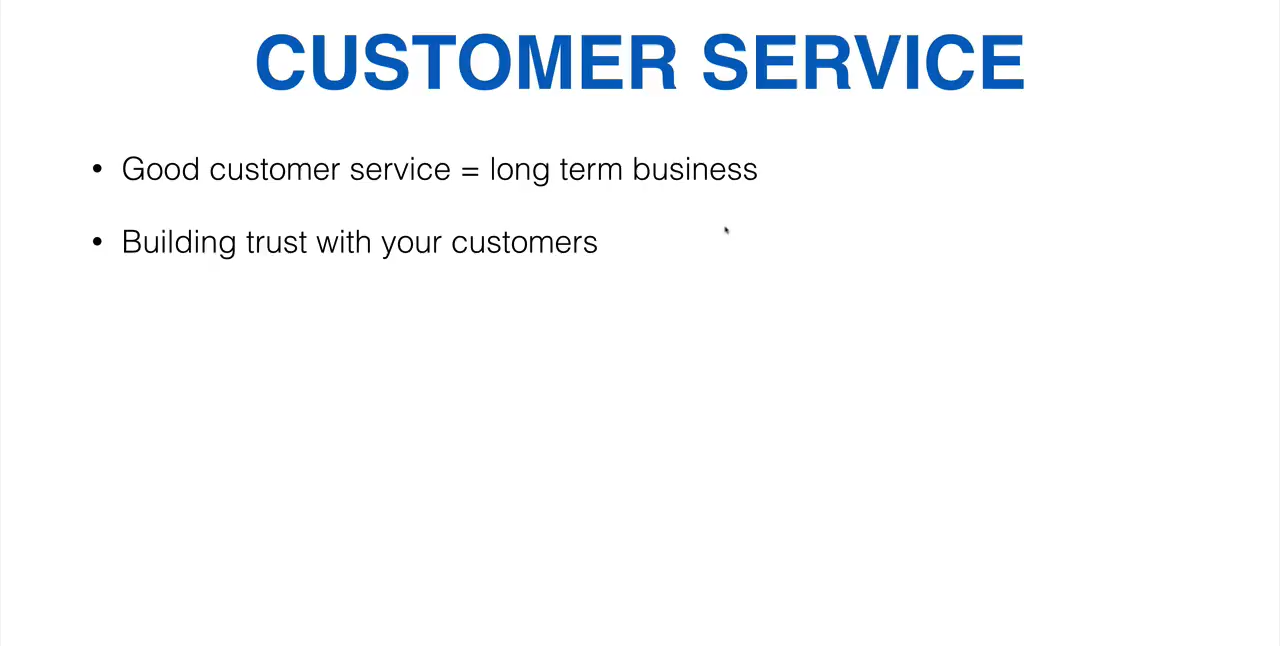 CUSTOMER SERVICE
• Good customer service = long term business
• Building trust with your customers